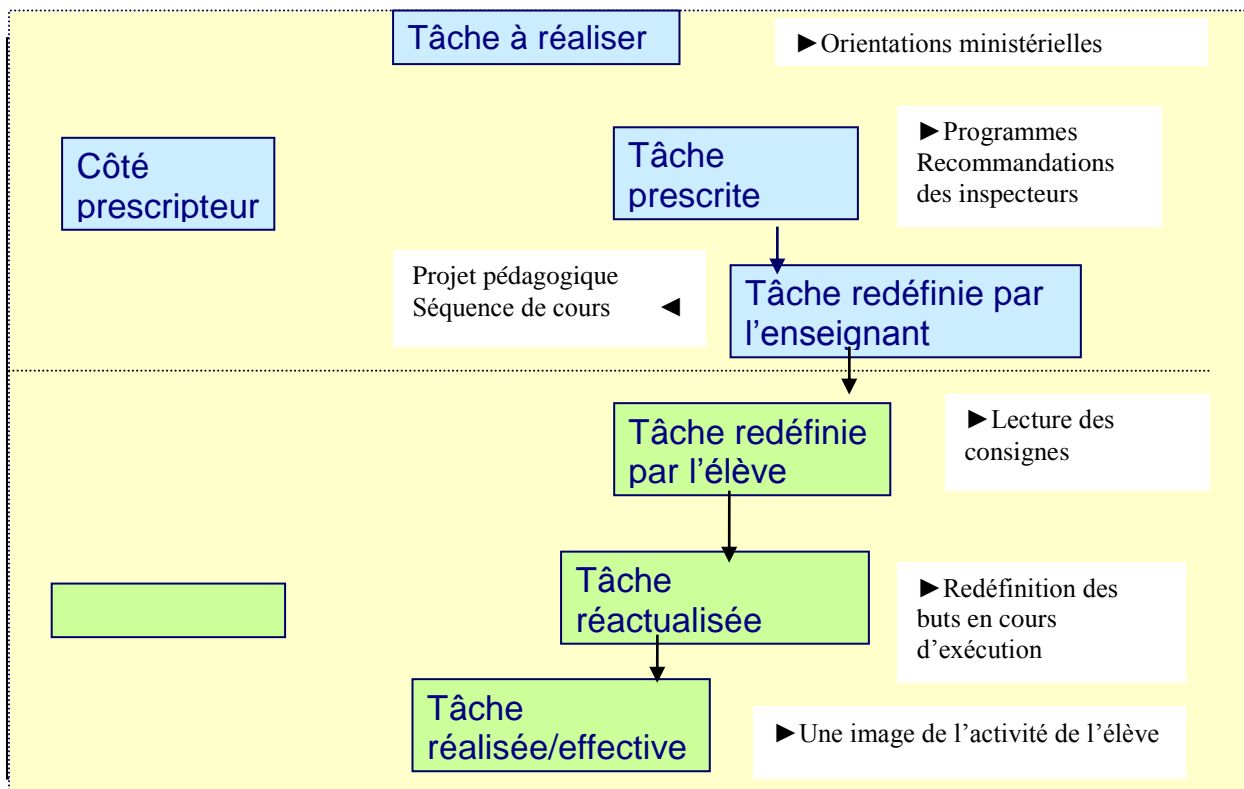 Tâche à réaliser
►Orientations ministérielles
Côté
prescripteur
Tâche
prescrite
►Programmes
Recommandations
des inspecteurs
Projet pédagogique
Séquence de cours ◄
Tâche redéfinie par
l’enseignant
Tâche redéfinie
par l’élève
►Lecture des
consignes
Tâche
réactualisée
►Redéfinition des
buts en cours
d’exécution
Tâche
réalisée/effective
►Une image de l’activité de l’élève